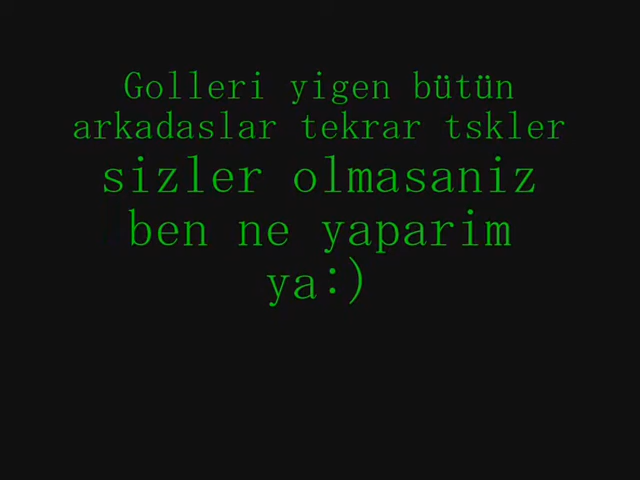 Golleri yigen bütün
arkadaslar tekrar tskler
sizler olmasaniz
ben ne yaparim
ya:)